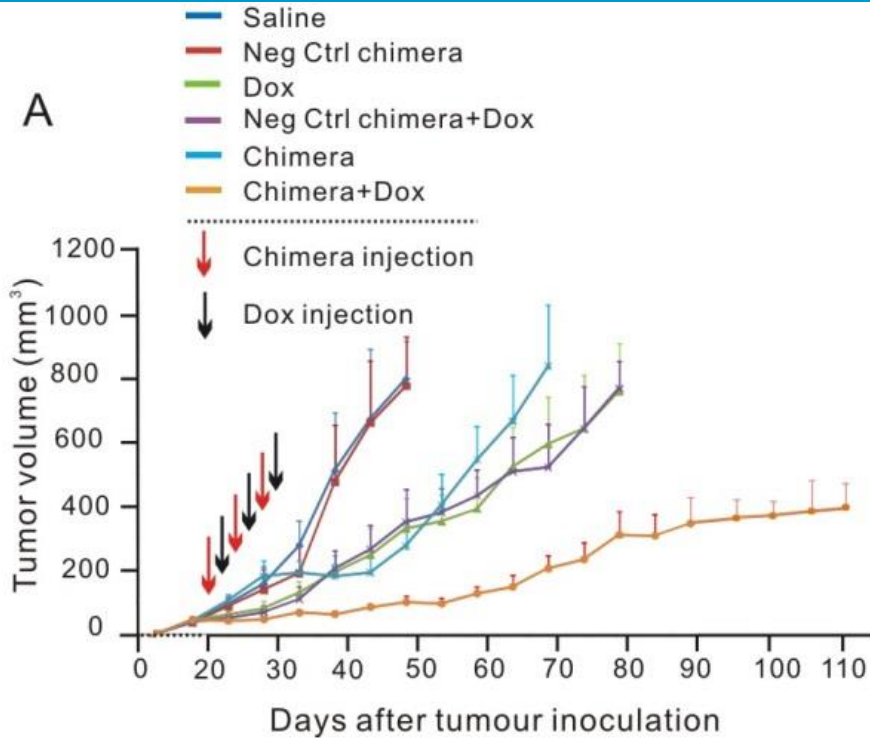 Saline
Neg Ctrl chimera
Dox
Neg Ctrl chimera+Dox
Chimera
Chimera+Dox
Chimera injection
Dox injection
A
Tumor volume (mm³)
1200
1000
800
600
400
200
0
0 20 30 40 50 60 70 80 90 100 110
Days after tumour inoculation